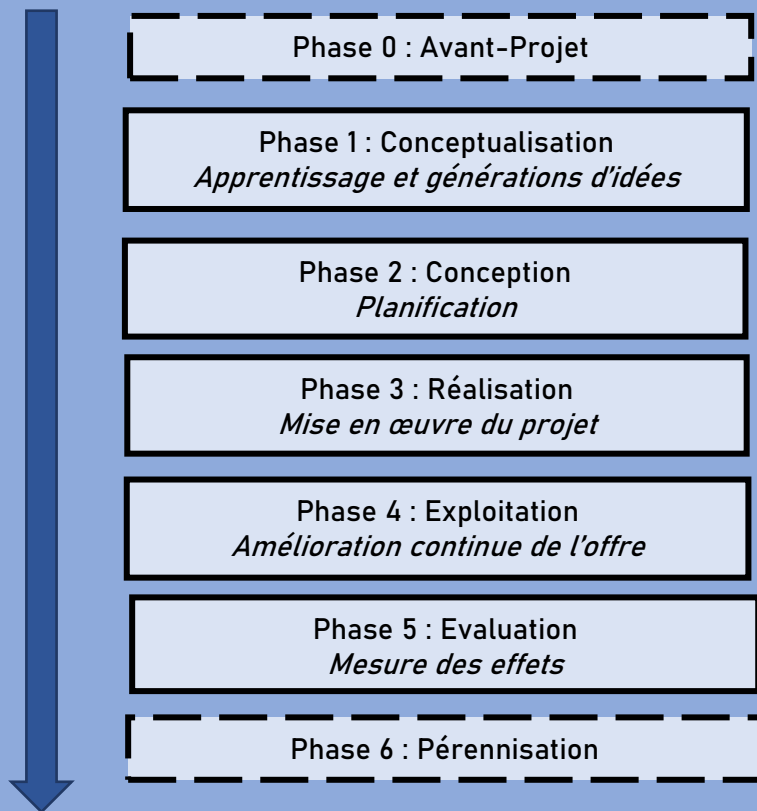 Phase 0 : Avant-Projet
Phase 1 : Conceptualisation
Apprentissage et générations d'idées
Phase 2 : Conception
Planification
Phase 3 : Réalisation
Mise en œuvre du projet
Phase 4 : Exploitation
Amélioration continue de l'offre
Phase 5 : Evaluation
Mesure des effets
Phase 6 : Pérennisation